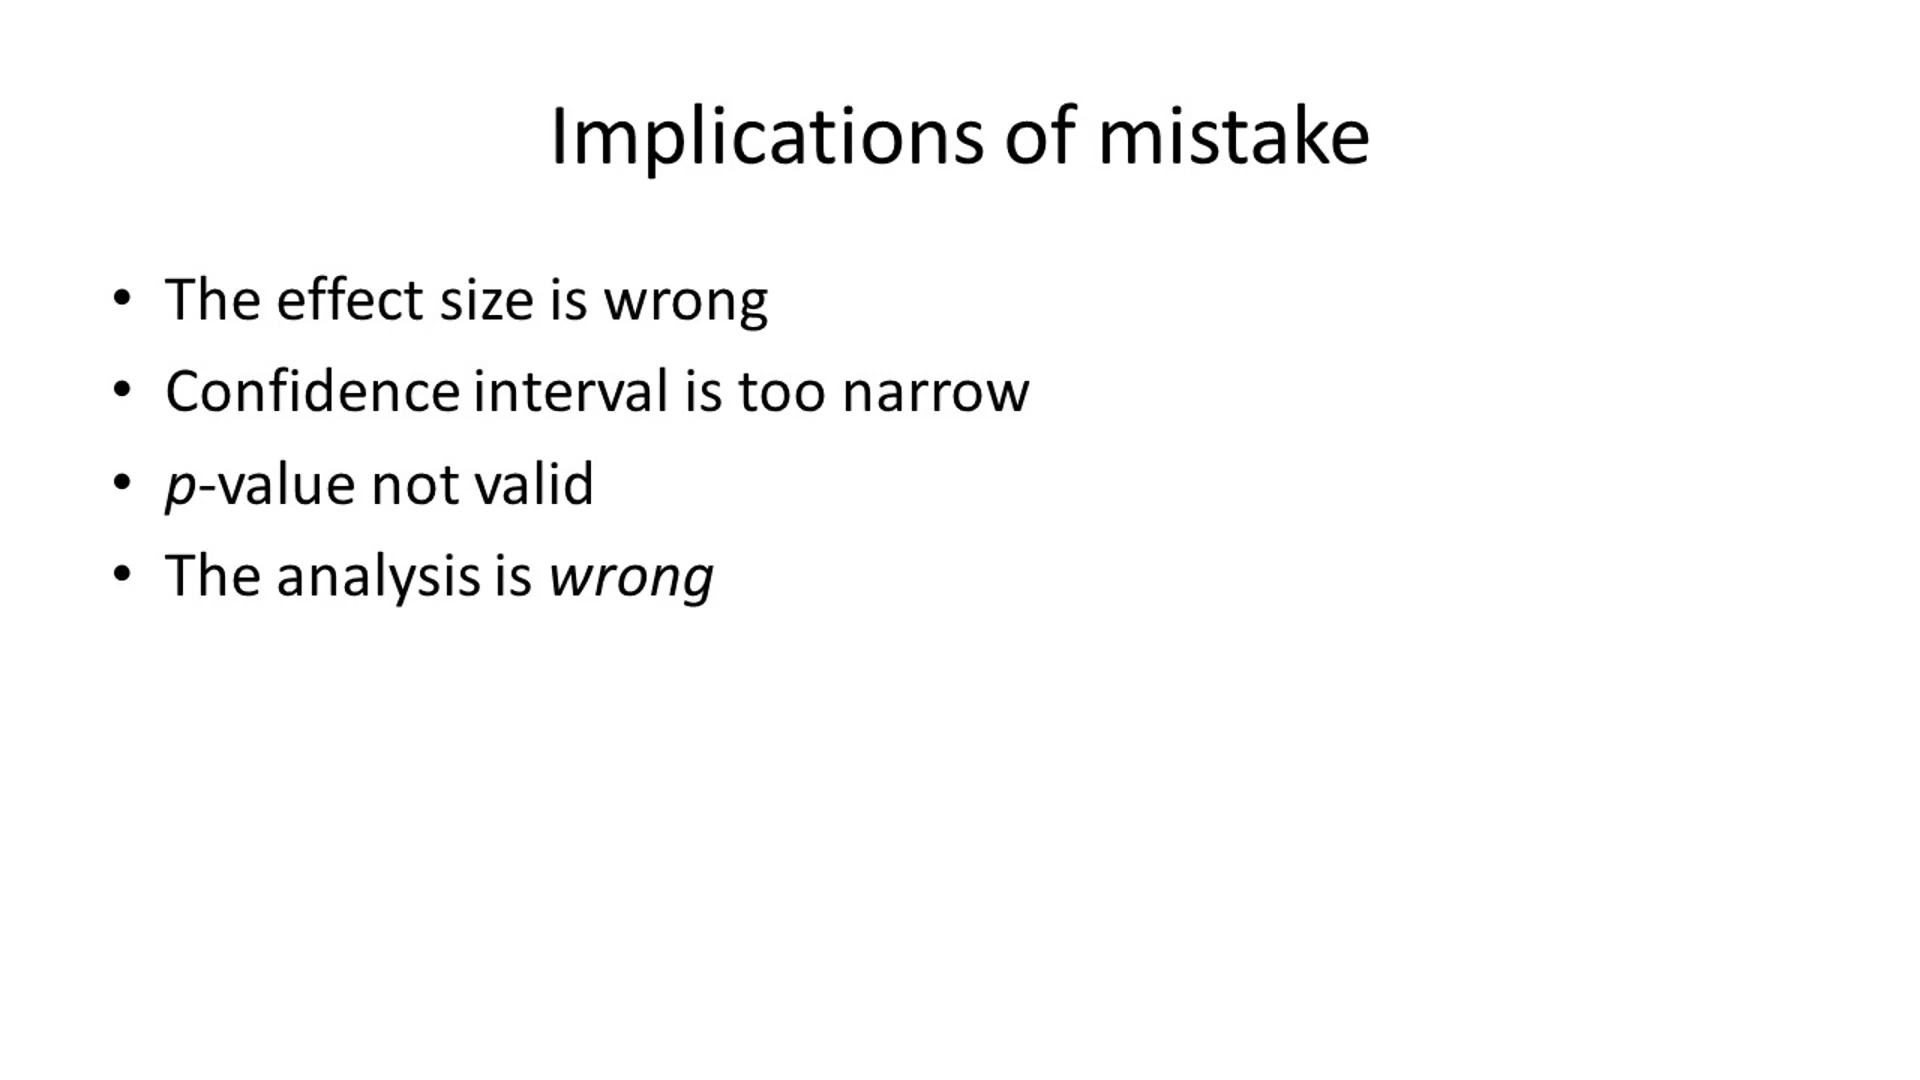 Implications of mistake
• The effect size is wrong
• Confidence interval is too narrow
• p-value not valid
• The analysis is wrong